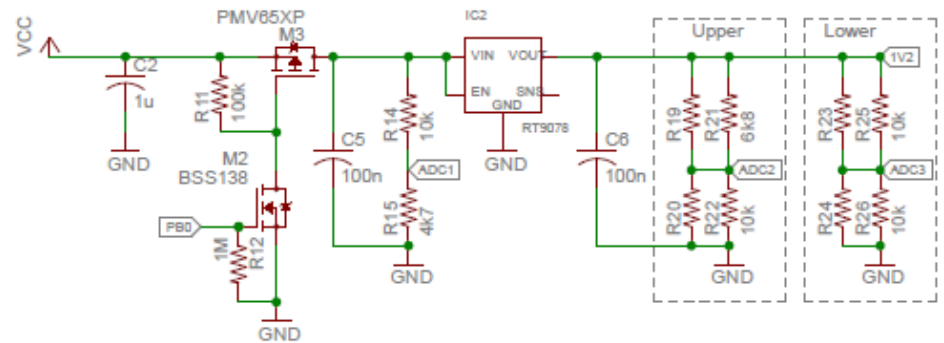 PMV65XP
M3
IC2
Upper
Lower
VCC
C2
1u
R11
100k
VIN
VOUT
EN
SNS
GND
RT9078
1V2
R14
10k
R19
R21
6k8
R23
R25
10k
GND
M2
BSS138
C5
100n
ADC1
GND
C6
100n
ADC2
ADC3
PB0
1M
R12
R15
4k7
R20
R22
10k
R24
R26
10k
GND
GND
GND
GND